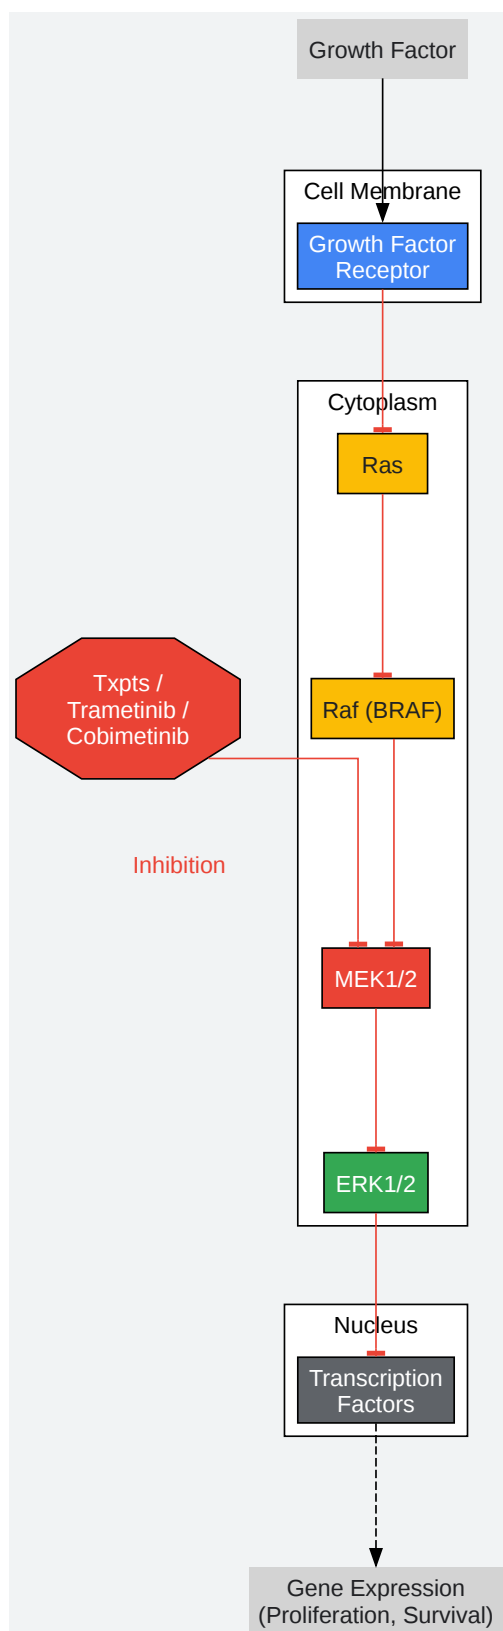 Growth Factor
Cell Membrane
Growth Factor
Receptor
Cytoplasm
Ras
Txpts /
Trametinib /
Cobimetinib
Raf (BRAF)
Inhibition
MEK1/2
ERK1/2
Nucleus
Transcription
Factors
Gene Expression
(Proliferation, Survival)